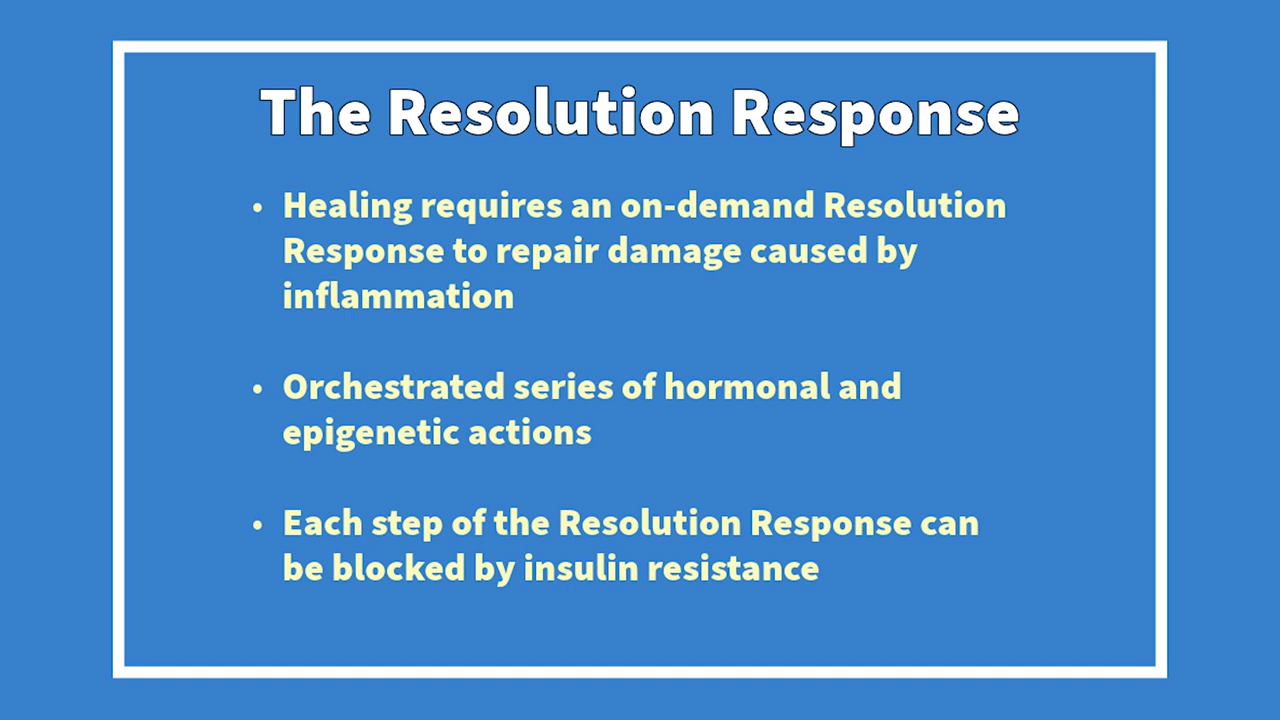 The Resolution Response
• Healing requires an on-demand Resolution
Response to repair damage caused by
inflammation
• Orchestrated series of hormonal and
epigenetic actions
• Each step of the Resolution Response can
be blocked by insulin resistance